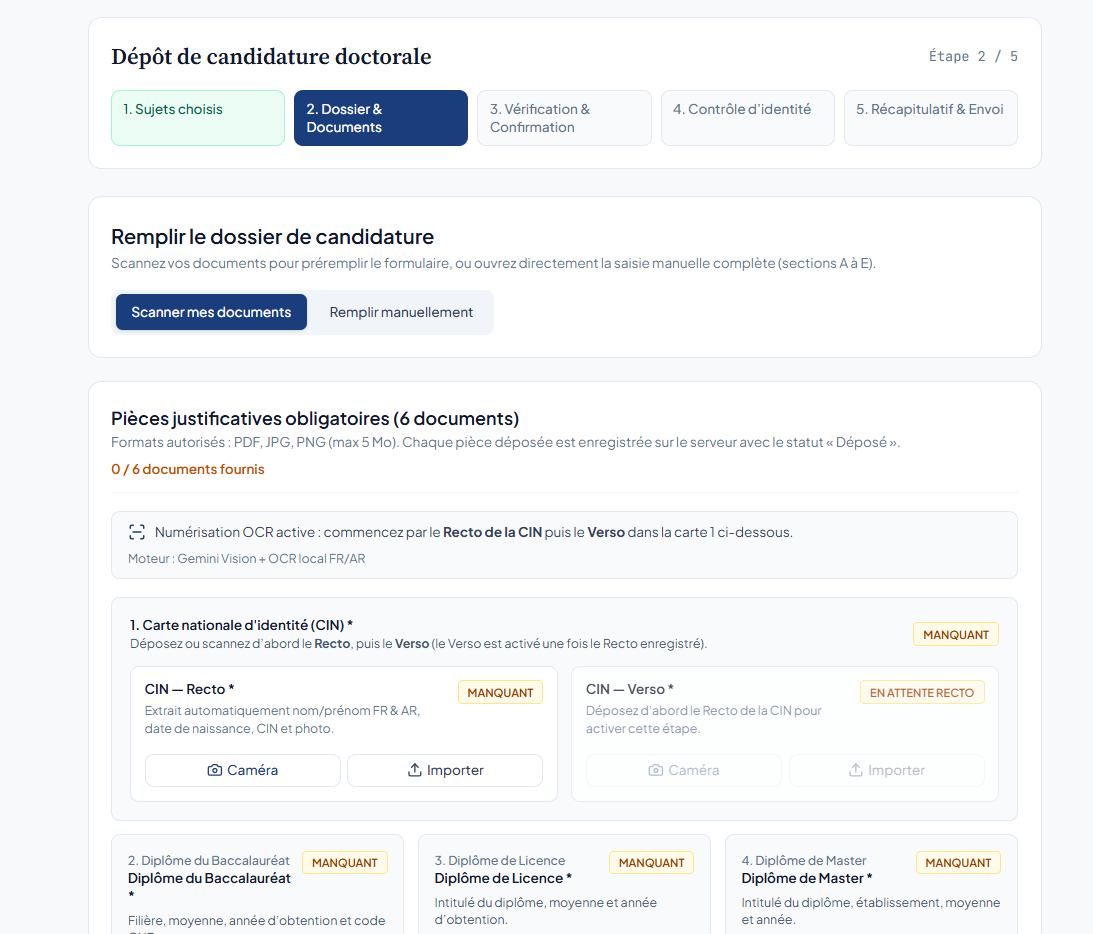 Dépôt de candidature doctorale
Étape 2 / 5
1. Sujets choisis
2. Dossier &
Documents
3. Vérification &
Confirmation
4. Contrôle d'identité
5. Récapitulatif & Envoi
Remplir le dossier de candidature
Scannez vos documents pour préremplir le formulaire, ou ouvrez directement la saisie manuelle complète (sections A à E).
Scanner mes documents
Remplir manuellement
Pièces justificatives obligatoires (6 documents)
Formats autorisés : PDF, JPG, PNG (max 5 Mo). Chaque pièce déposée est enregistrée sur le serveur avec le statut « Déposé ».
0 / 6 documents fournis
Numérisation OCR active : commencez par le Recto de la CIN puis le Verso dans la carte 1 ci-dessous.
Moteur : Gemini Vision + OCR local FR/AR
1. Carte nationale d'identité (CIN) *
Déposez ou scannez d'abord le Recto, puis le Verso (le Verso est activé une fois le Recto enregistré).
MANQUANT
CIN — Recto *
MANQUANT
Extrait automatiquement nom/prénom FR & AR,
date de naissance, CIN et photo.
Caméra
Importer
CIN — Verso *
EN ATTENTE RECTO
Déposez d'abord le Recto de la CIN pour
activer cette étape.
Caméra
Importer
2. Diplôme du Baccalauréat
MANQUANT
Diplôme du Baccalauréat
*
Filière, moyenne, année d'obtention et code
3. Diplôme de Licence
MANQUANT
Diplôme de Licence *
Intitulé du diplôme, moyenne et année
d'obtention.
4. Diplôme de Master
MANQUANT
Diplôme de Master *
Intitulé du diplôme, établissement, moyenne
et année.